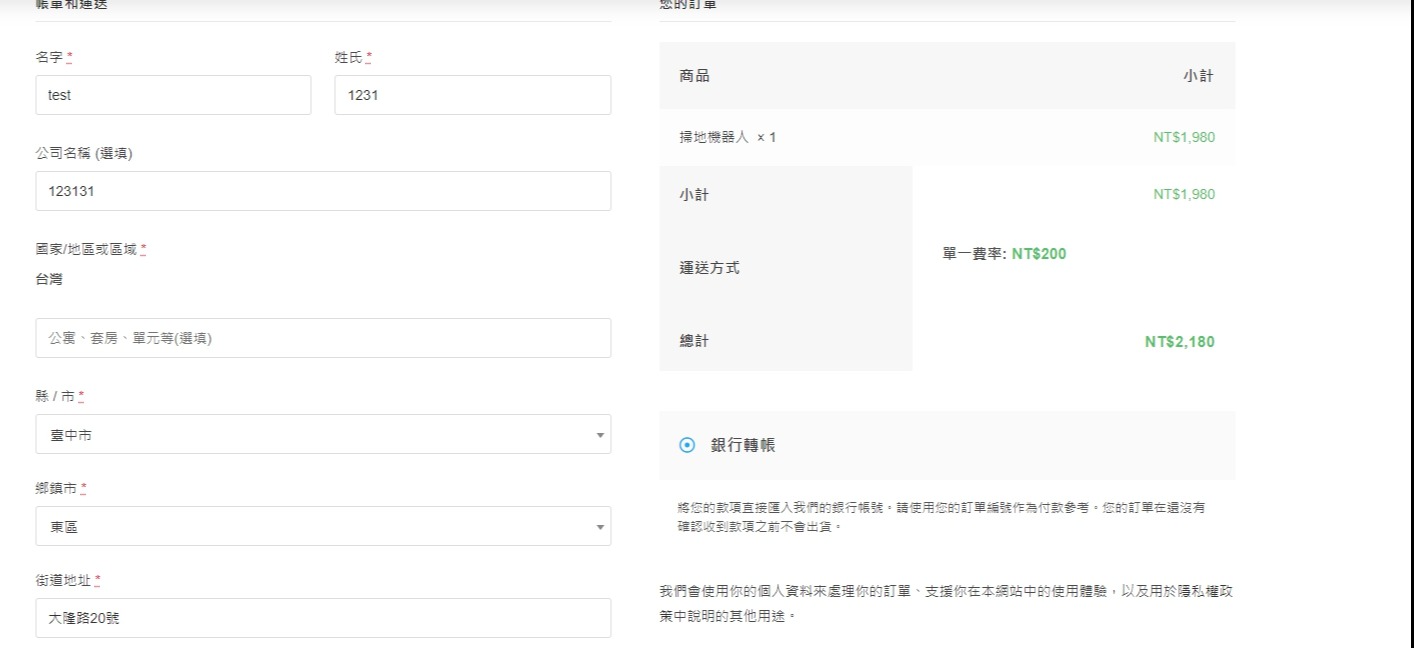 帳單和運送
名字 *
姓氏 *
test
1231
公司名稱 (選填)
123131
國家/地區或區域 *
台灣
公寓、套房、單元等(選填)
縣 / 市 *
臺中市
鄉鎮市 *
東區
街道地址 *
大隆路20號
您的訂單
商品 小計
掃地機器人 × 1 NT$1,980
小計 NT$1,980
運送方式 單一費率: NT$200
總計 NT$2,180
銀行轉帳
將您的款項直接匯入我們的銀行帳號。請使用您的訂單編號作為付款參考。您的訂單在還沒有
確認收到款項之前不會出貨。
我們會使用你的個人資料來處理你的訂單、支援你在本網站中的使用體驗，以及用於隱私權政
策中說明的其他用途。